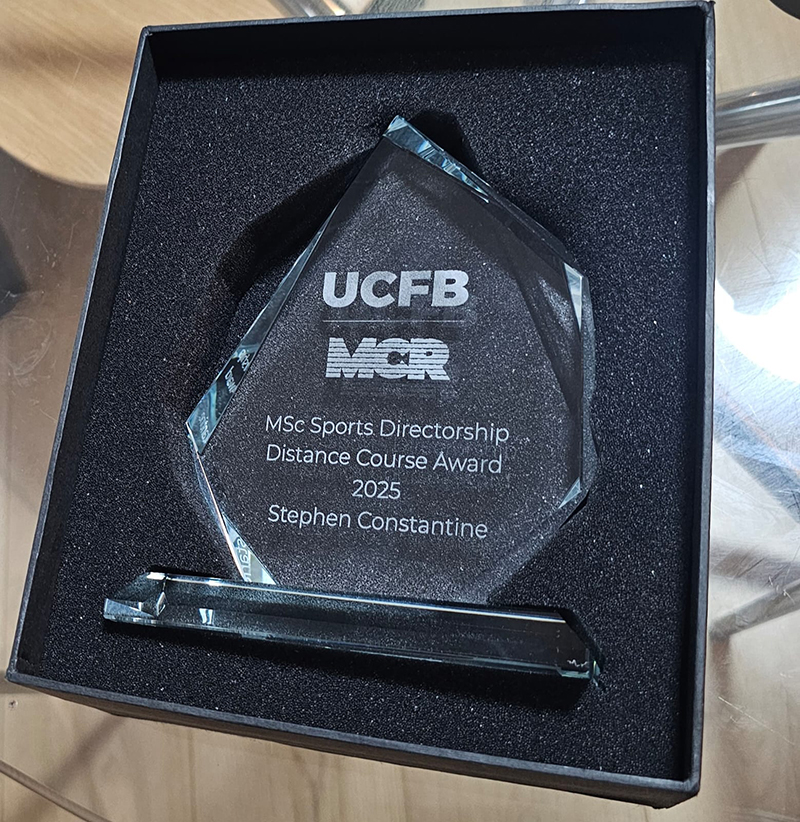 UCFB
MCR
MSc Sports Directorship
Distance Course Award
2025
Stephen Constantine